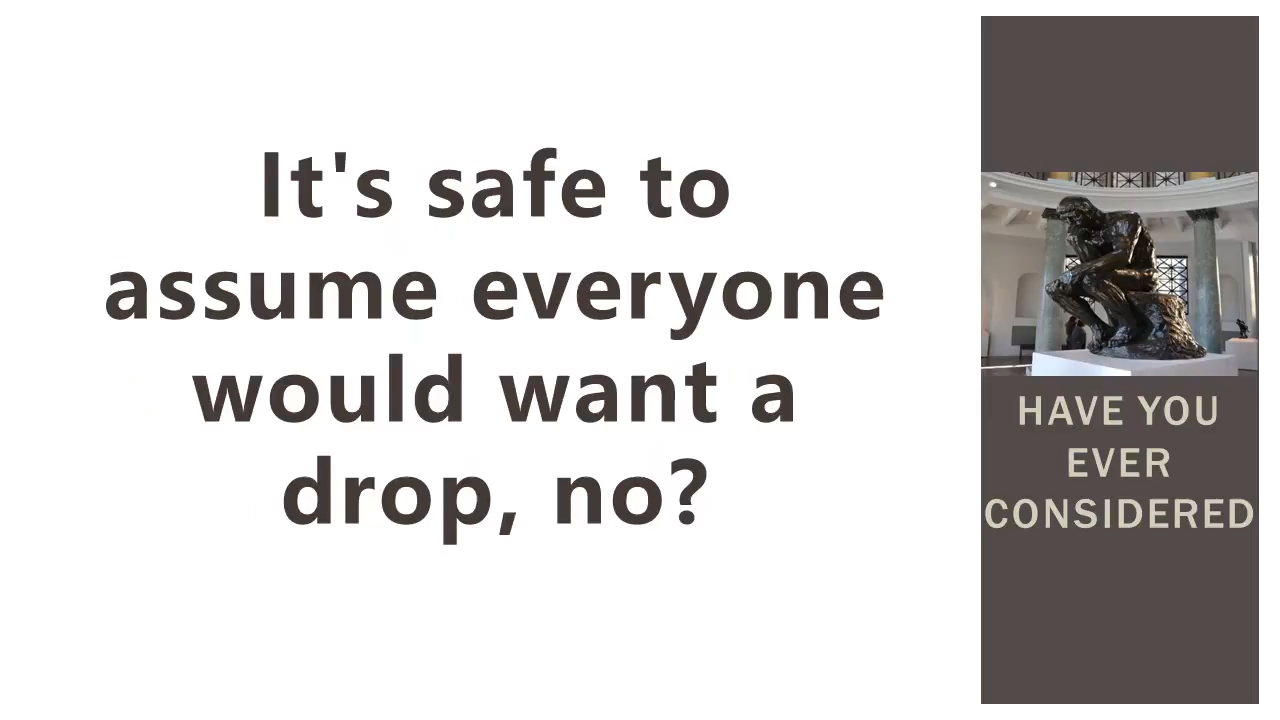 It's safe to
assume everyone
would want a
drop, no?
HAVE YOU
EVER
CONSIDERED